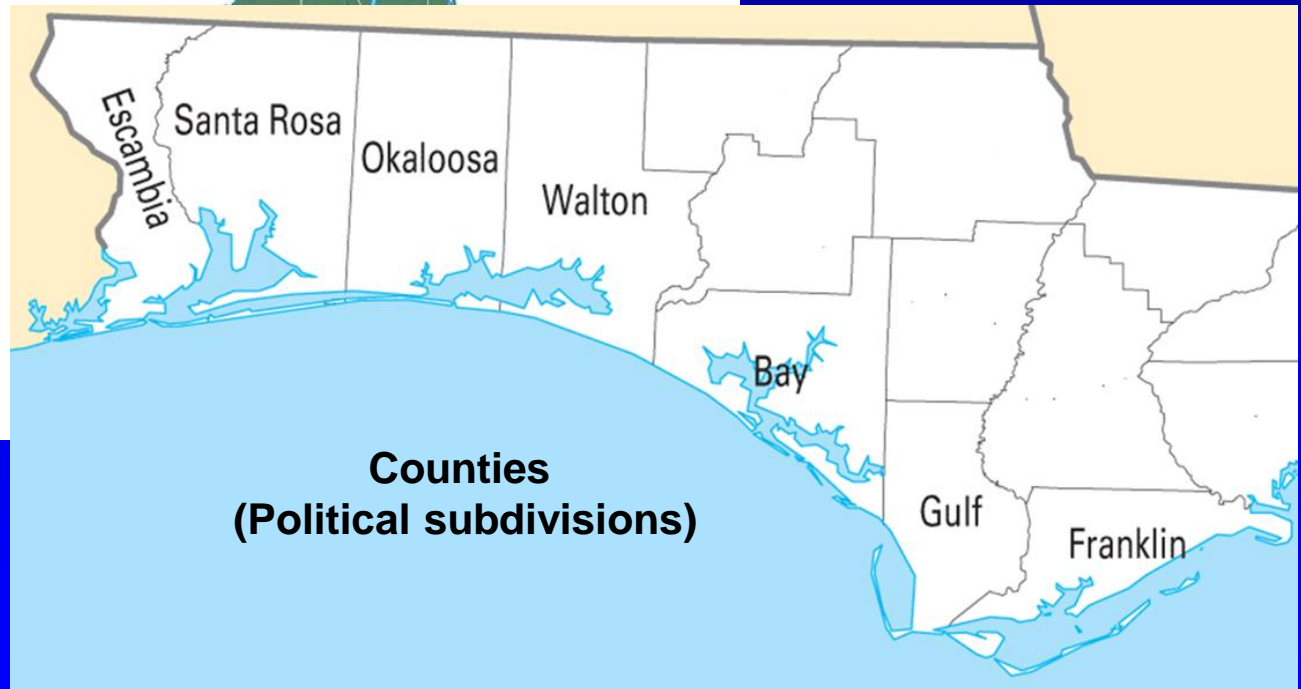 Escambia
Santa Rosa
Okaloosa
Walton
Bay
Gulf
Franklin
Counties
(Political subdivisions)